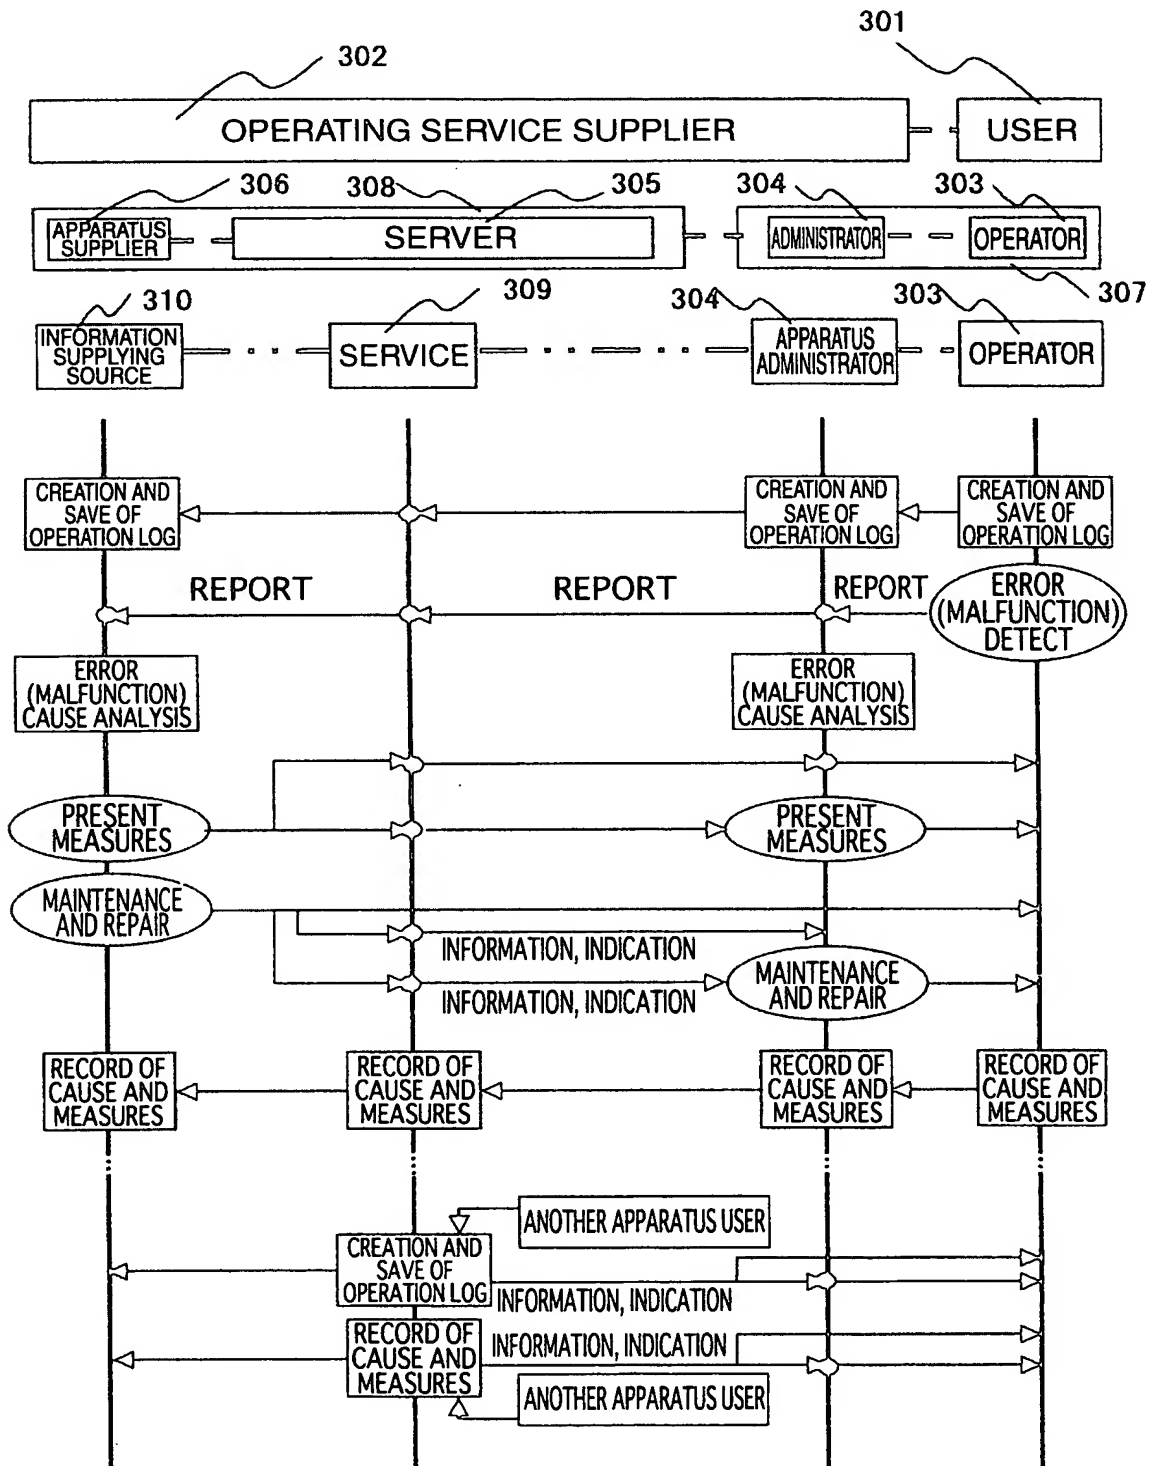 301
302
OPERATING SERVICE SUPPLIER
USER
306
308
305
304
303
APPARATUS
SUPPLIER
SERVER
ADMINISTRATOR
OPERATOR
307
310
309
304
303
INFORMATION
SUPPLYING
SOURCE
SERVICE
APPARATUS
ADMINISTRATOR
OPERATOR
CREATION AND
SAVE OF
OPERATION LOG
CREATION AND
SAVE OF
OPERATION LOG
CREATION AND
SAVE OF
OPERATION LOG
REPORT
REPORT
REPORT
ERROR
(MALFUNCTION)
DETECT
ERROR
(MALFUNCTION)
CAUSE ANALYSIS
ERROR
(MALFUNCTION)
CAUSE ANALYSIS
PRESENT
MEASURES
PRESENT
MEASURES
MAINTENANCE
AND REPAIR
INFORMATION, INDICATION
INFORMATION, INDICATION
MAINTENANCE
AND REPAIR
RECORD OF
CAUSE AND
MEASURES
RECORD OF
CAUSE AND
MEASURES
RECORD OF
CAUSE AND
MEASURES
RECORD OF
CAUSE AND
MEASURES
ANOTHER APPARATUS USER
CREATION AND
SAVE OF
OPERATION LOG
INFORMATION, INDICATION
RECORD OF
CAUSE AND
MEASURES
INFORMATION, INDICATION
ANOTHER APPARATUS USER